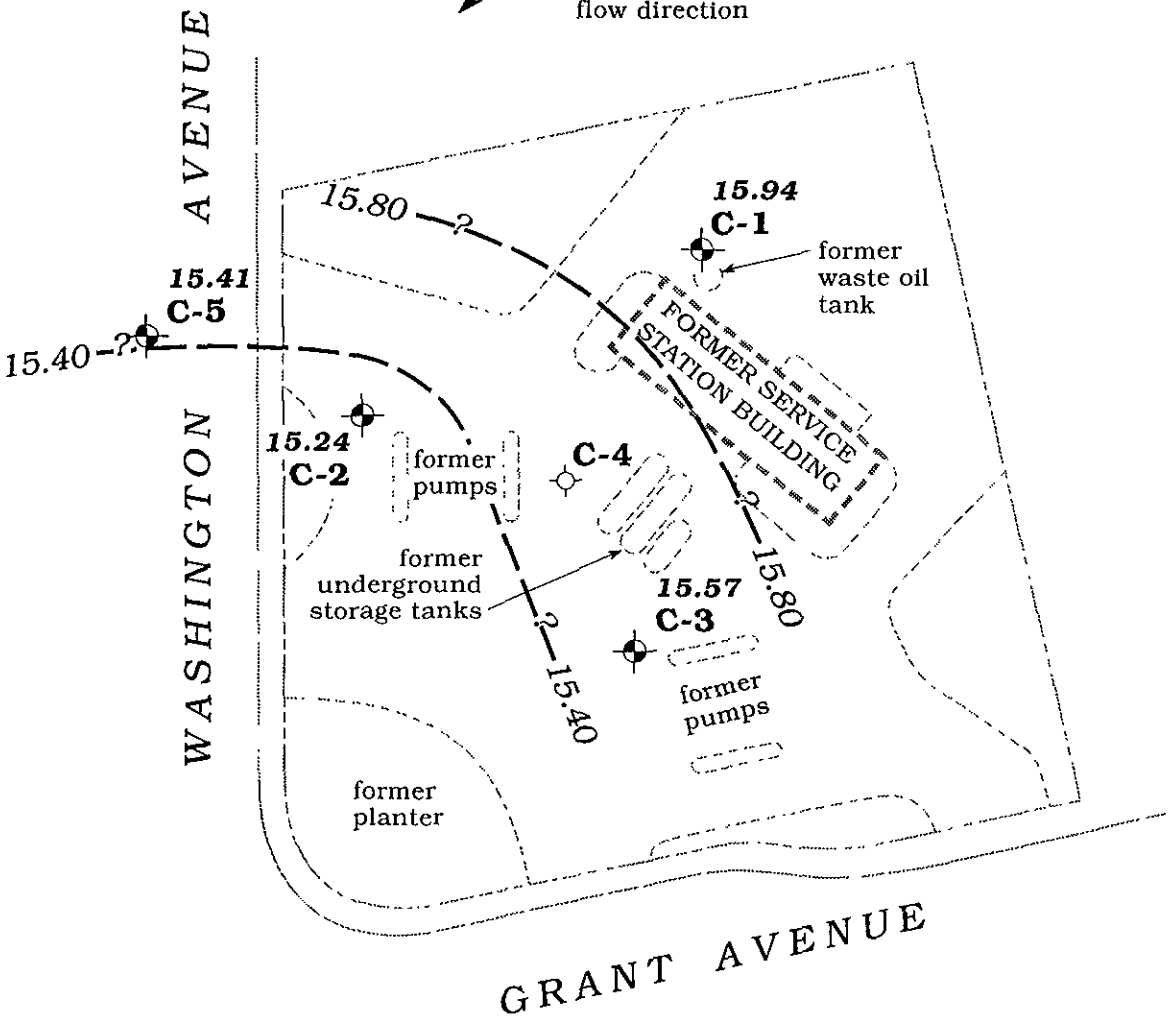 flow direction
AVENUE
15.80
?
15.94
C-1
former
waste oil
tank
15.41
C-5
15.40
?
FORMER SERVICE
STATION BUILDING
15.24
C-2
former
pumps
C-4
?
former
underground
storage tanks
15.57
C-3
15.80
?
15.40
WASHINGTON
former
pumps
former
planter
GRANT AVENUE